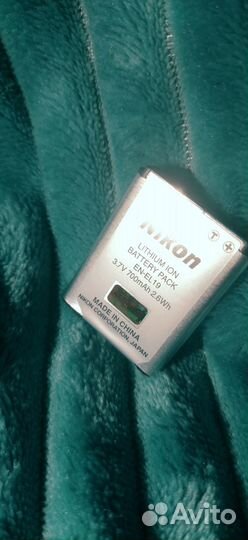 Nikon
LITHIUM ION
BATTERY PACK
EN-EL19
3.7V 700mAh 2.6Wh
MADE IN CHINA
NIKON CORPORATION, JAPAN
T +
Avito